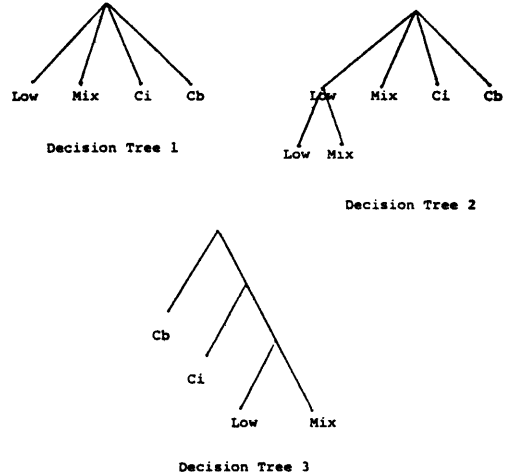 Low Mix Ci Cb
Decision Tree 1
Low Mix Ci Cb
Low Mix
Decision Tree 2
Cb
Ci
Low Mix
Decision Tree 3